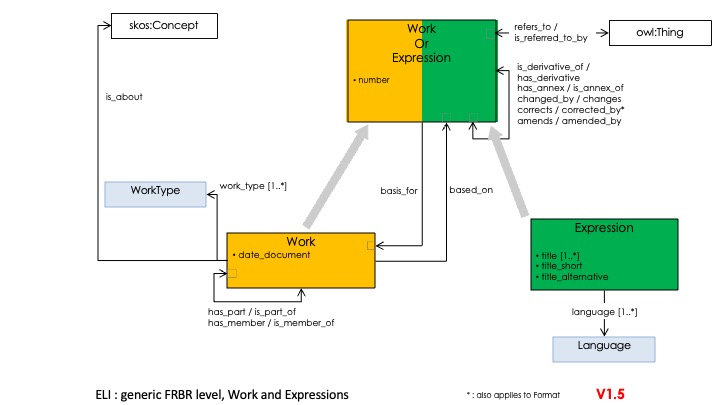 skos:Concept
Work
Or
Expression
• number
refers_to /
is_referred_to_by
owl:Thing
is_derivative_of /
has_derivative
has_annex / is_annex_of
changed_by / changes
corrects / corrected_by*
amends / amended_by
is_about
WorkType
work_type [1..*]
basis_for
based_on
Work
• date_document
Expression
• title [1..*]
• title_short
• title_alternative
has_part / is_part_of
has_member / is_member_of
language [1..*]
Language
ELI : generic FRBR level, Work and Expressions
* : also applies to Format
V1.5